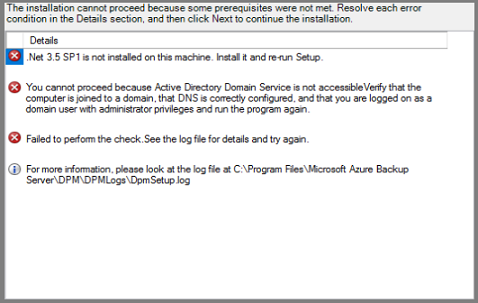 The installation cannot proceed because some prerequisites were not met. Resolve each error
condition in the Details section, and then click Next to continue the installation.
Details
.Net 3.5 SP1 is not installed on this machine. Install it and re-run Setup.
You cannot proceed because Active Directory Domain Service is not accessibleVerify that the
computer is joined to a domain, that DNS is correctly configured, and that you are logged on as a
domain user with administrator privileges and run the program again.
Failed to perform the check.See the log file for details and try again.
For more information, please look at the log file at C:\Program Files\Microsoft Azure Backup
Server\DPM\DPMLogs\DpmSetup.log